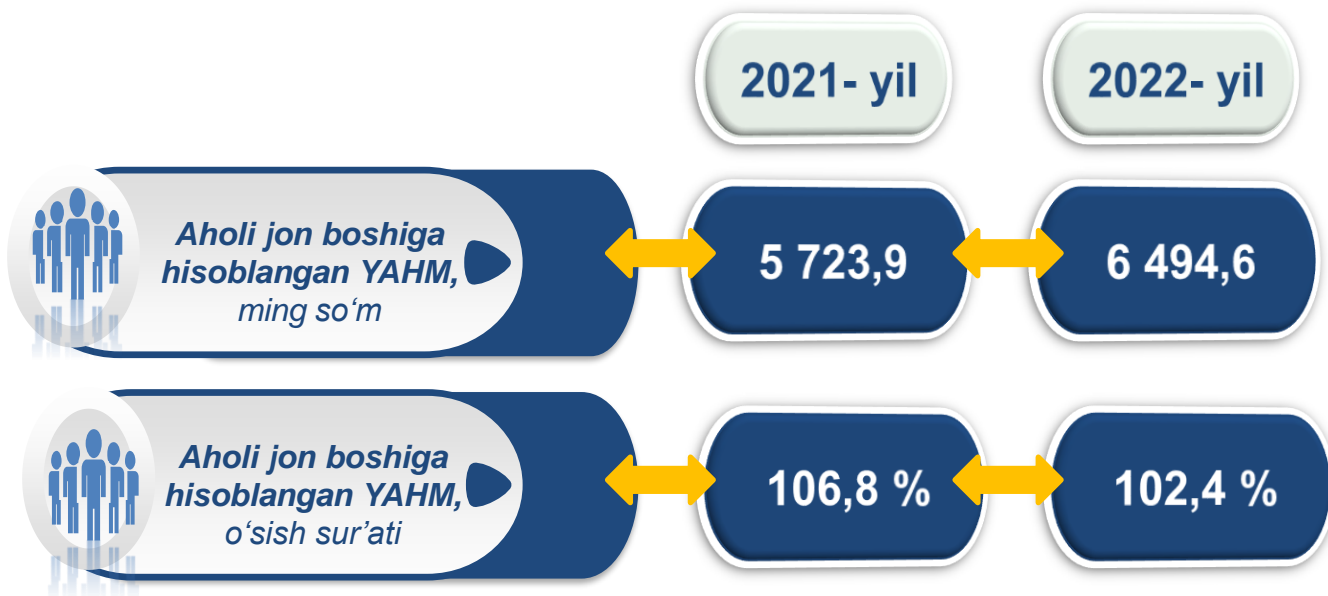 2021- yil
2022- yil
Aholi jon boshiga
hisoblangan YAHM,
ming so‘m
5 723,9
6 494,6
Aholi jon boshiga
hisoblangan YAHM,
o‘sish sur’ati
106,8 %
102,4 %